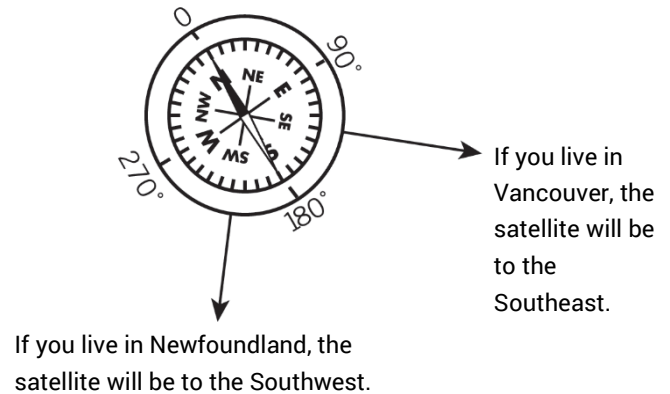 0
90°
N
NE
E
NW
SE
W
SW
S
270°
180°
If you live in
Vancouver, the
satellite will be
to the
Southeast.
If you live in Newfoundland, the
satellite will be to the Southwest.